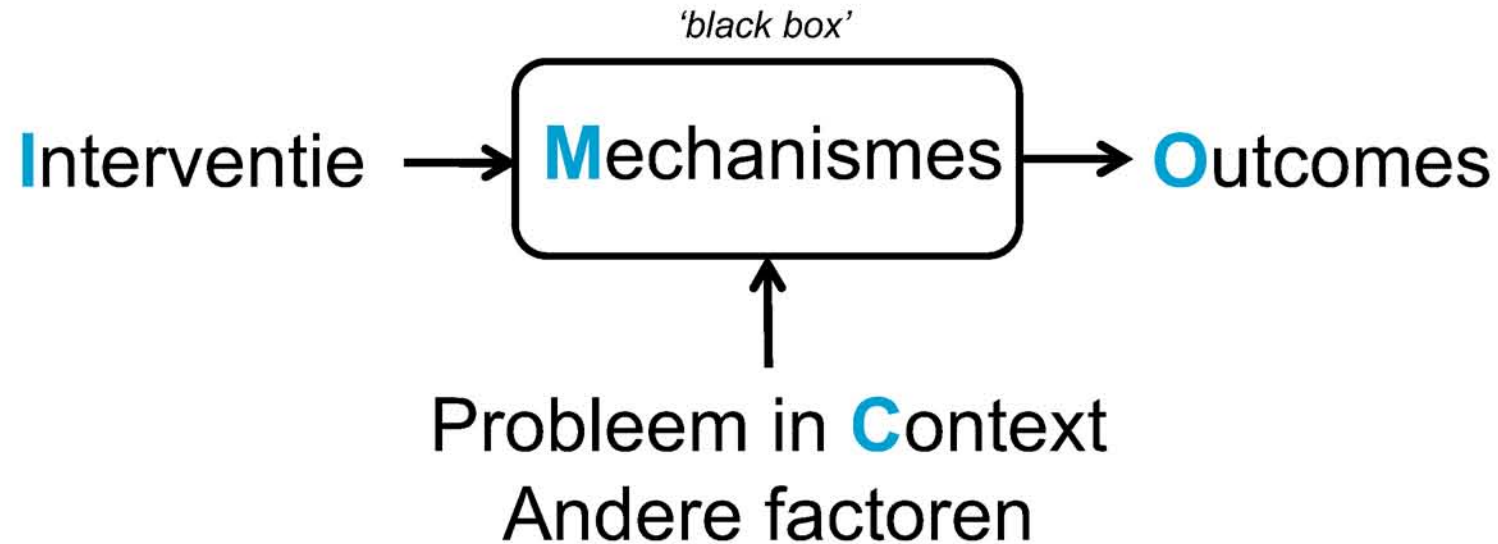 ‘black box’
Interventie
Mechanismes
Outcomes
Probleem in Context
Andere factoren